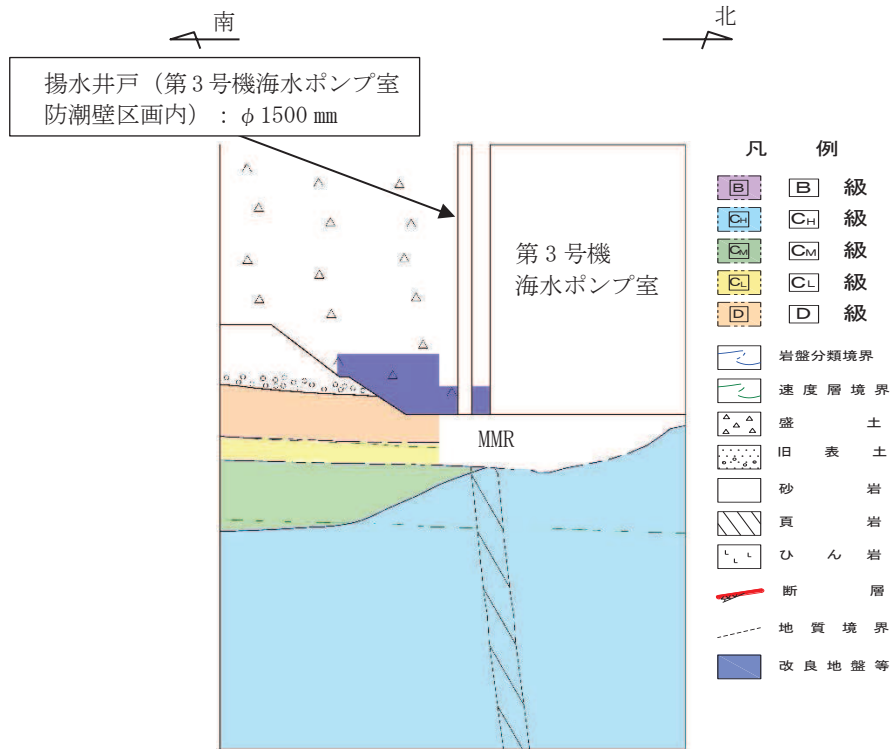 南
北
揚水井戸（第3号機海水ポンプ室
防潮壁区画内）：φ1500 mm
第3号機
海水ポンプ室
MMR
凡例
B B 級
CH CH 級
CM CM 級
CL CL 級
D D 級
岩盤分類境界
速度層境界
盛土
旧表土
砂岩
頁岩
ひん岩
断層
地質境界
改良地盤等